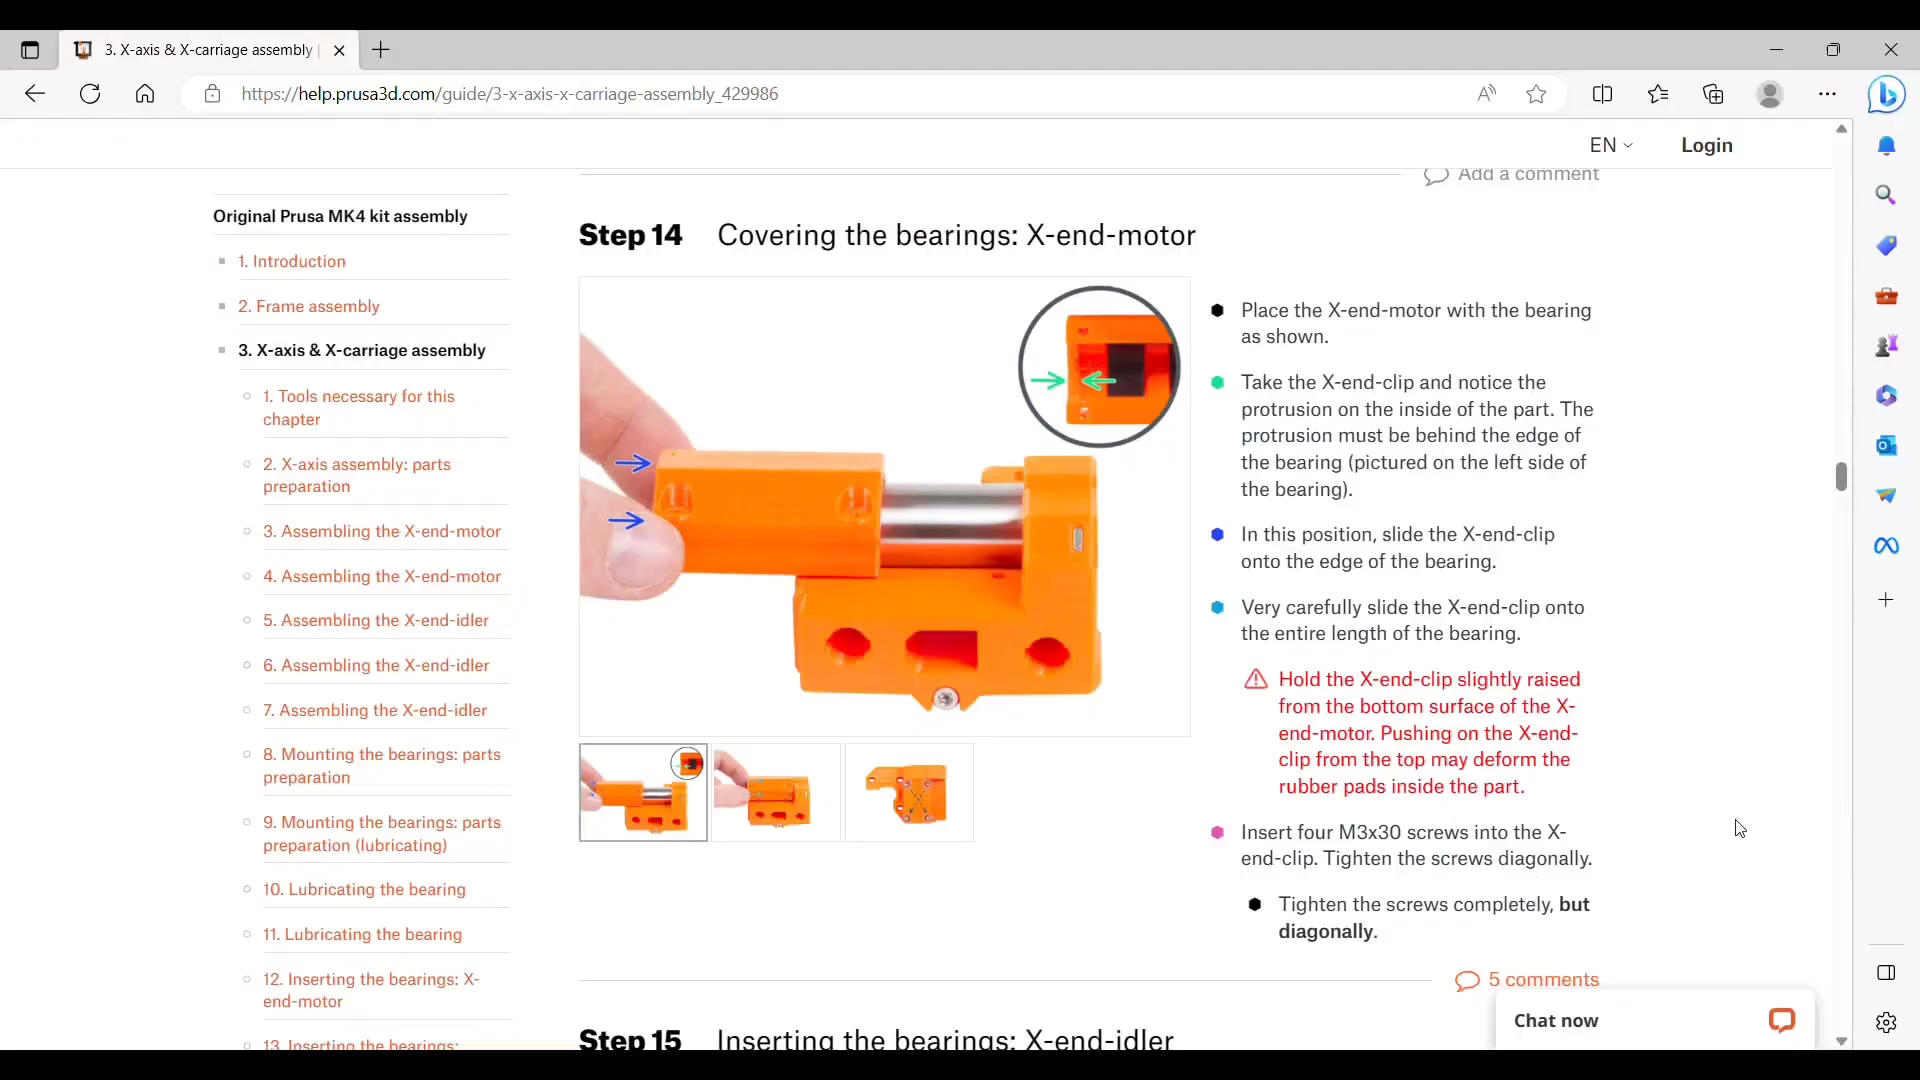 3. X-axis & X-carriage assembly |
https://help.prusa3d.com/guide/3-x-axis-x-carriage-assembly_429986
EN
Login
Add a comment
Original Prusa MK4 kit assembly
1. Introduction
2. Frame assembly
3. X-axis & X-carriage assembly
1. Tools necessary for this
chapter
2. X-axis assembly: parts
preparation
3. Assembling the X-end-motor
4. Assembling the X-end-motor
5. Assembling the X-end-idler
6. Assembling the X-end-idler
7. Assembling the X-end-idler
8. Mounting the bearings: parts
preparation
9. Mounting the bearings: parts
preparation (lubricating)
10. Lubricating the bearing
11. Lubricating the bearing
12. Inserting the bearings: X-
end-motor
13. Inserting the bearings:
Step 14 Covering the bearings: X-end-motor
Place the X-end-motor with the bearing
as shown.
Take the X-end-clip and notice the
protrusion on the inside of the part. The
protrusion must be behind the edge of
the bearing (pictured on the left side of
the bearing).
In this position, slide the X-end-clip
onto the edge of the bearing.
Very carefully slide the X-end-clip onto
the entire length of the bearing.
Hold the X-end-clip slightly raised
from the bottom surface of the X-
end-motor. Pushing on the X-end-
clip from the top may deform the
rubber pads inside the part.
Insert four M3x30 screws into the X-
end-clip. Tighten the screws diagonally.
Tighten the screws completely, but
diagonally.
5 comments
Step 15 Inserting the bearings: X-end-idler
Chat now